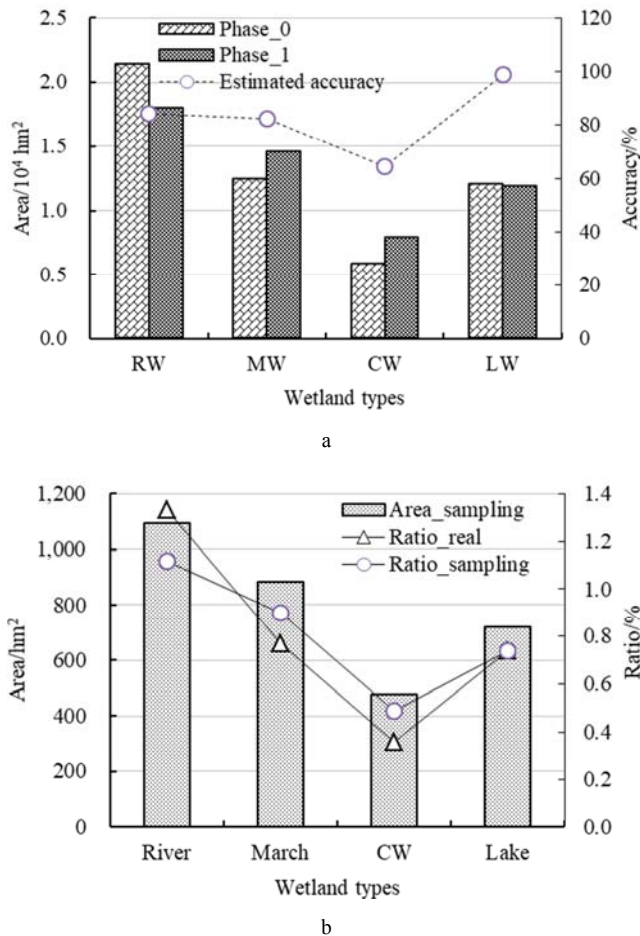 Phase_0
Phase_1
Estimated accuracy
Area/10⁴ hm²
2.5
2.0
1.5
1.0
0.5
0.0
120
100
80
60
40
20
0
Accuracy/%
RW MW CW LW
Wetland types
a
Area_sampling
Ratio_real
Ratio_sampling
Area/hm²
1,200
1,000
800
600
400
200
0
1.4
1.2
1.0
0.8
0.6
0.4
0.2
0.0
Ratio/%
River March CW Lake
Wetland types
b